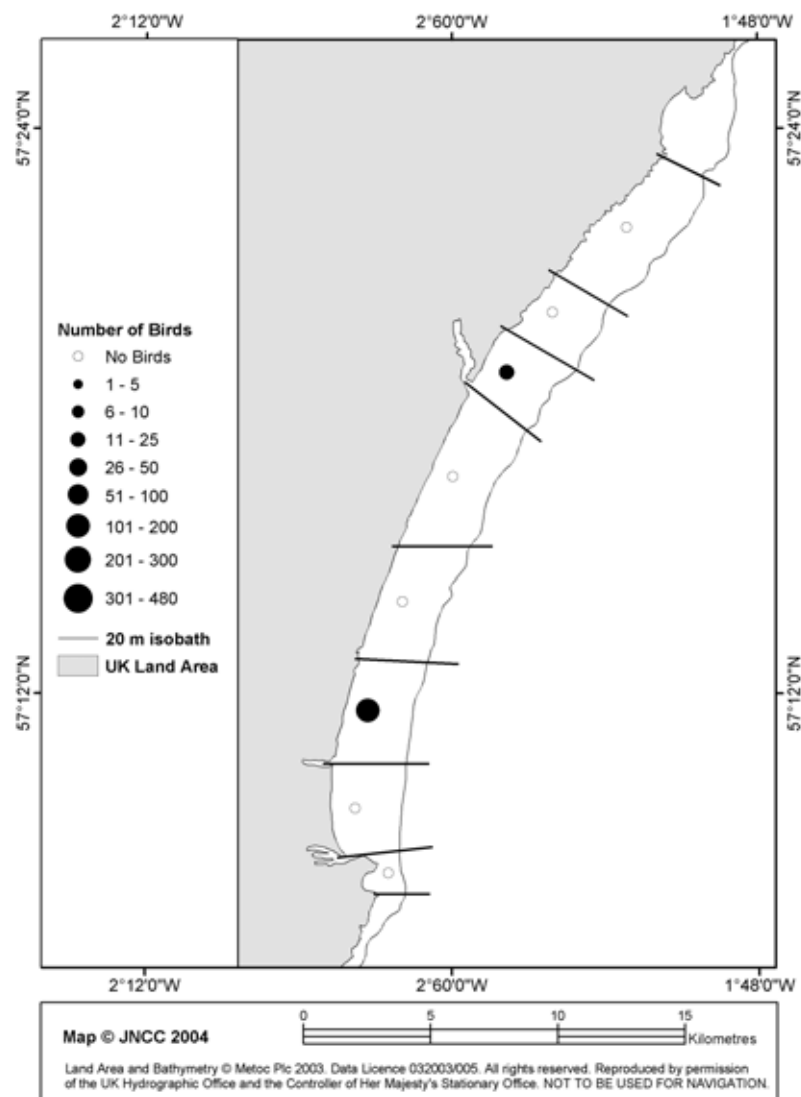 2°12'0"W 2°60'0"W 1°48'0"W
57°24'0"N 57°24'0"N
Number of Birds
No Birds
1 - 5
6 - 10
11 - 25
26 - 50
51 - 100
101 - 200
201 - 300
301 - 480
20 m isobath
UK Land Area
57°12'0"N 57°12'0"N
2°12'0"W 2°60'0"W 1°48'0"W
Map © JNCC 2004
0 5 10 15
Kilometres
Land Area and Bathymetry © Metoc Plc 2003. Data Licence 032003/005. All rights reserved. Reproduced by permission
of the UK Hydrographic Office and the Controller of Her Majesty's Stationary Office. NOT TO BE USED FOR NAVIGATION.